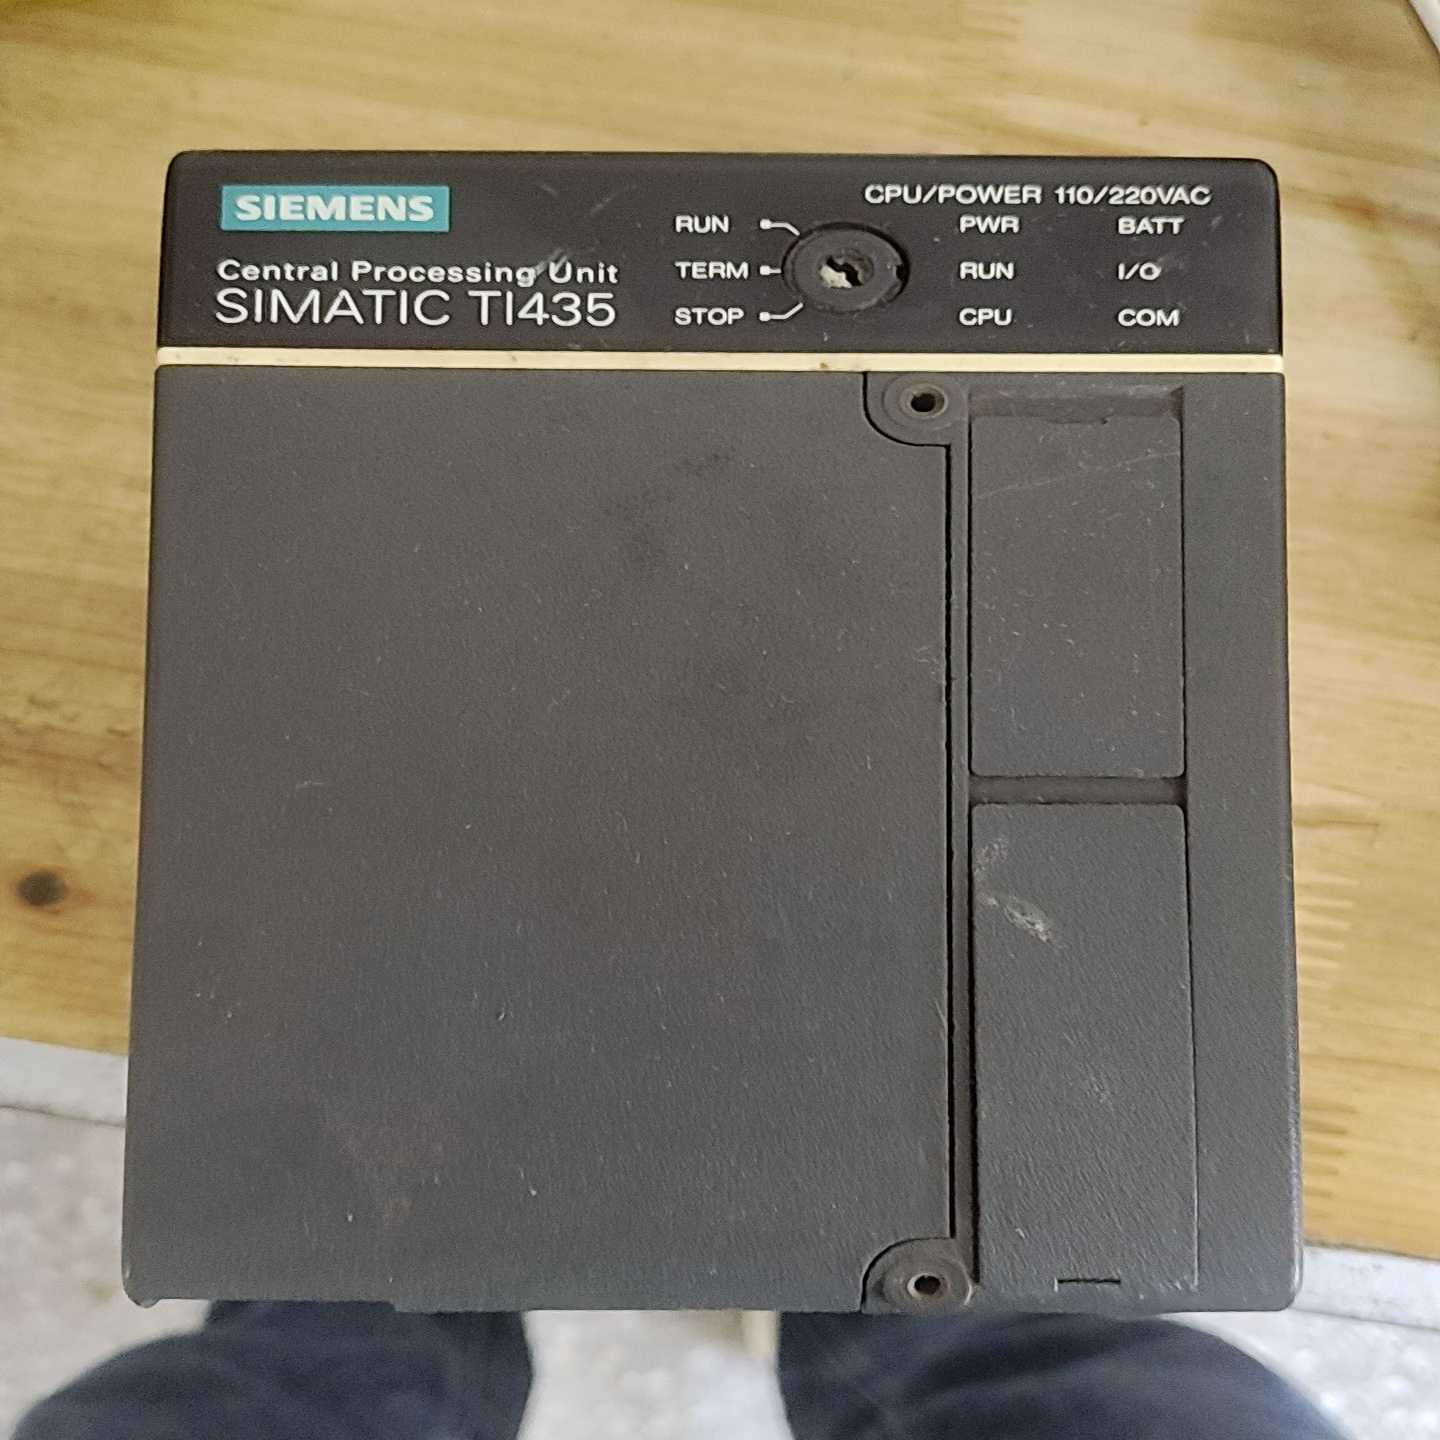 SIEMENS
Central Processing Unit
SIMATIC TI435
RUN
TERM
STOP
CPU/POWER 110/220VAC
PWR BATT
RUN I/O
CPU COM